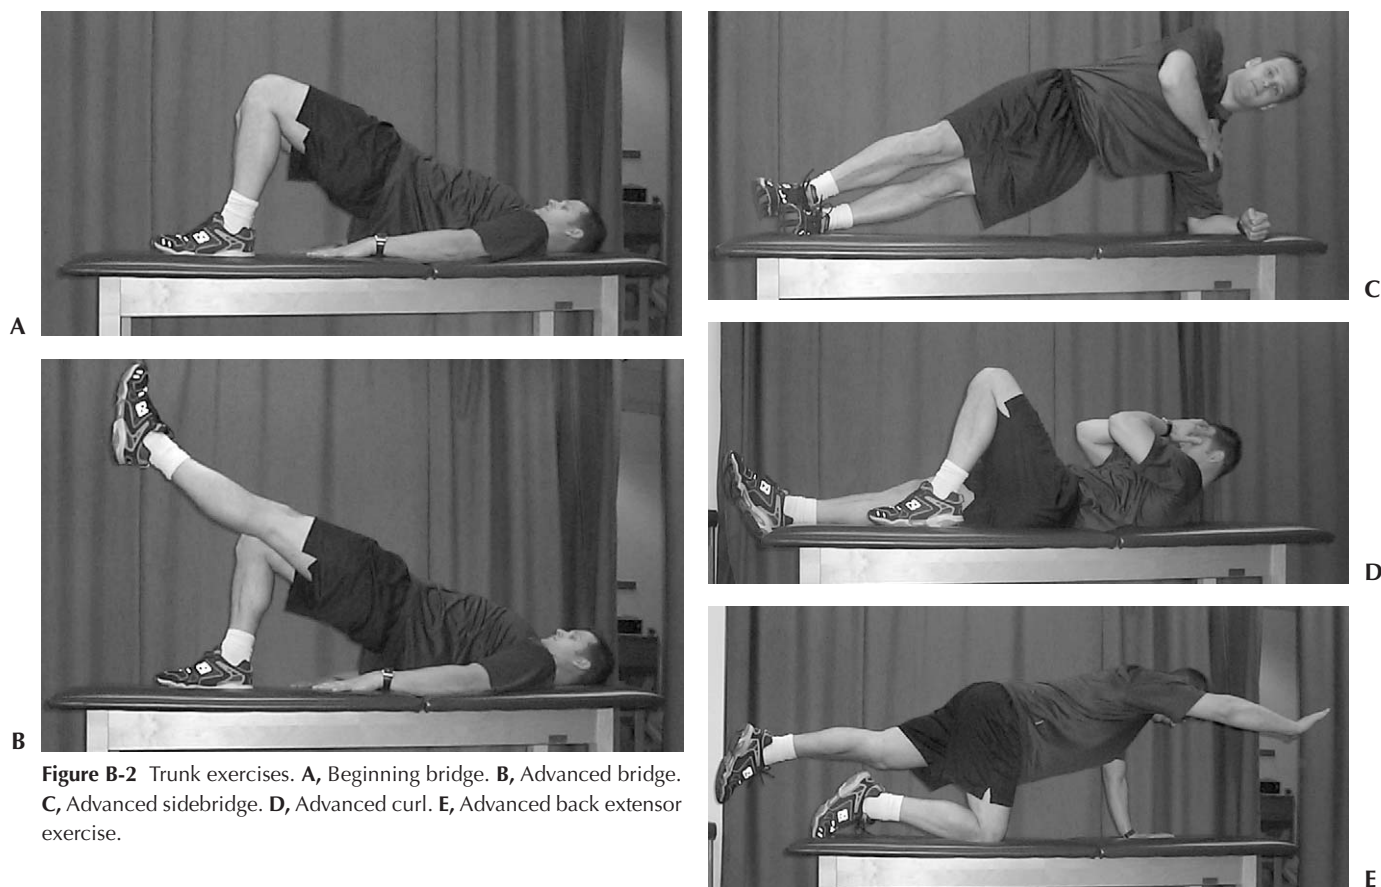 A
B
Figure B-2 Trunk exercises. A, Beginning bridge. B, Advanced bridge.
C, Advanced sidebridge. D, Advanced curl. E, Advanced back extensor
exercise.
C
D
E